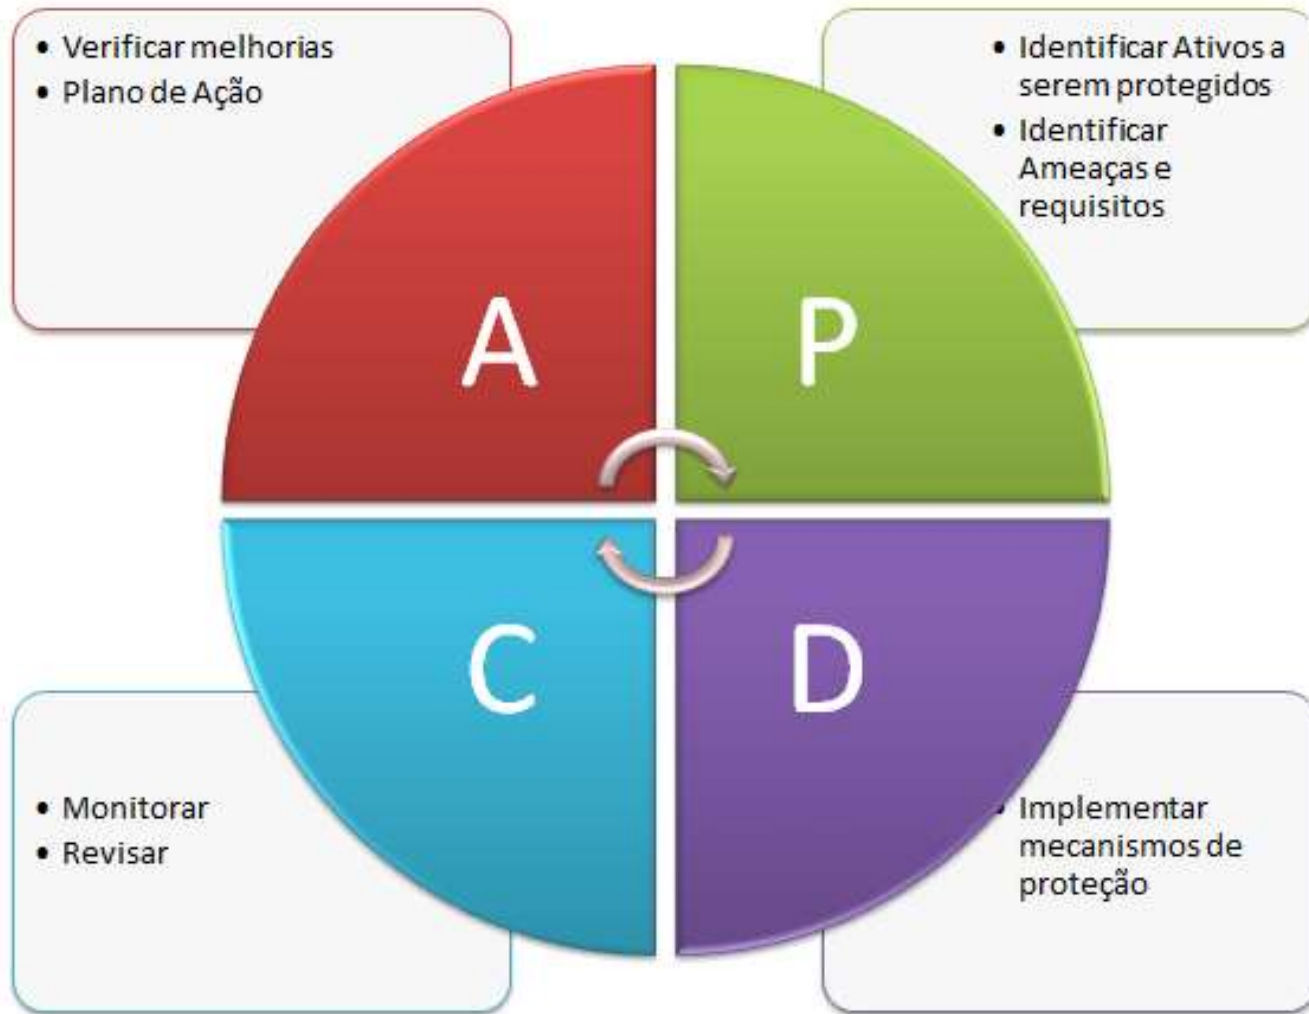 • Verificar melhorias
• Plano de Ação
• Identificar Ativos a
serem protegidos
• Identificar
Ameaças e
requisitos
A
P
C
D
• Monitorar
• Revisar
• Implementar
mecanismos de
proteção